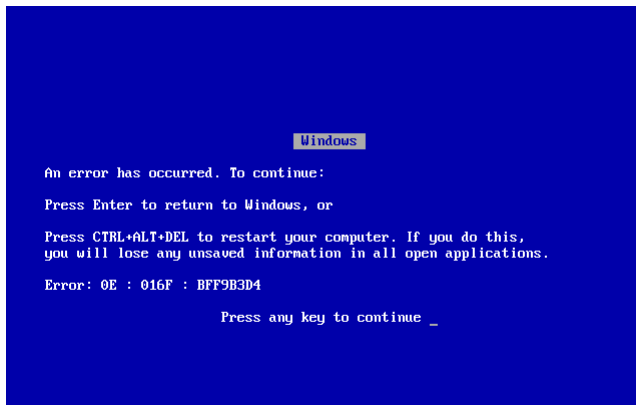 Windows
An error has occurred. To continue:
Press Enter to return to Windows, or
Press CTRL+ALT+DEL to restart your computer. If you do this,
you will lose any unsaved information in all open applications.
Error: 0E : 016F : BFF9B3D4
Press any key to continue _